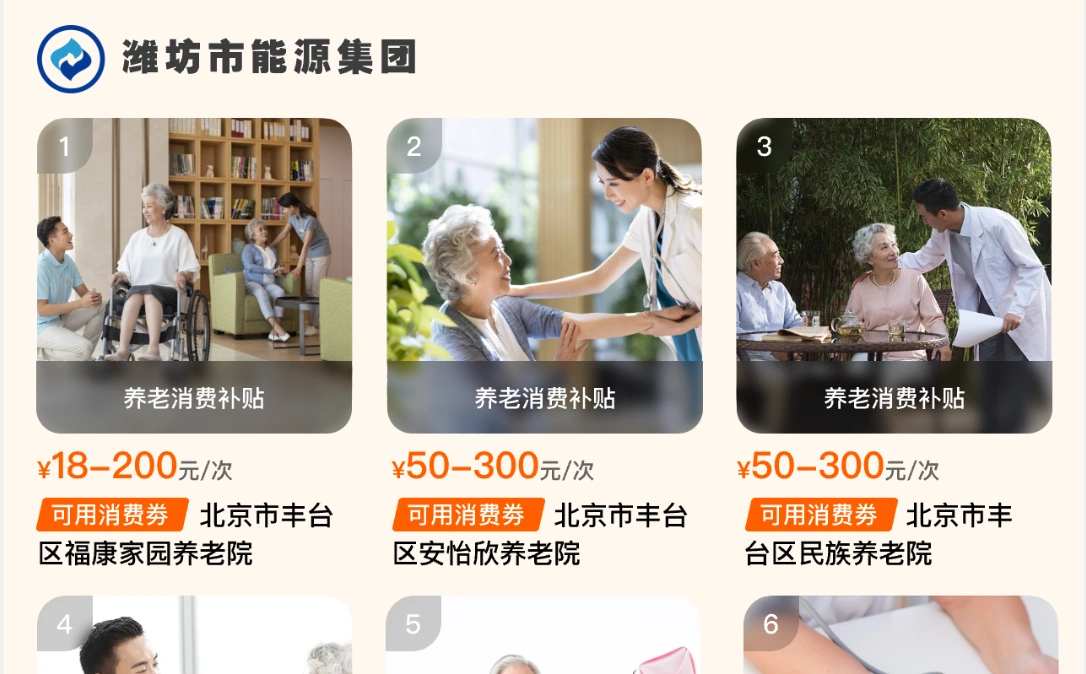 潍坊市能源集团
1
2
3
养老消费补贴
养老消费补贴
养老消费补贴
¥18-200元/次
¥50-300元/次
¥50-300元/次
可用消费券 北京市丰台
区福康家园养老院
可用消费券 北京市丰台
区安怡欣养老院
可用消费券 北京市丰
台区民族养老院
4
5
6